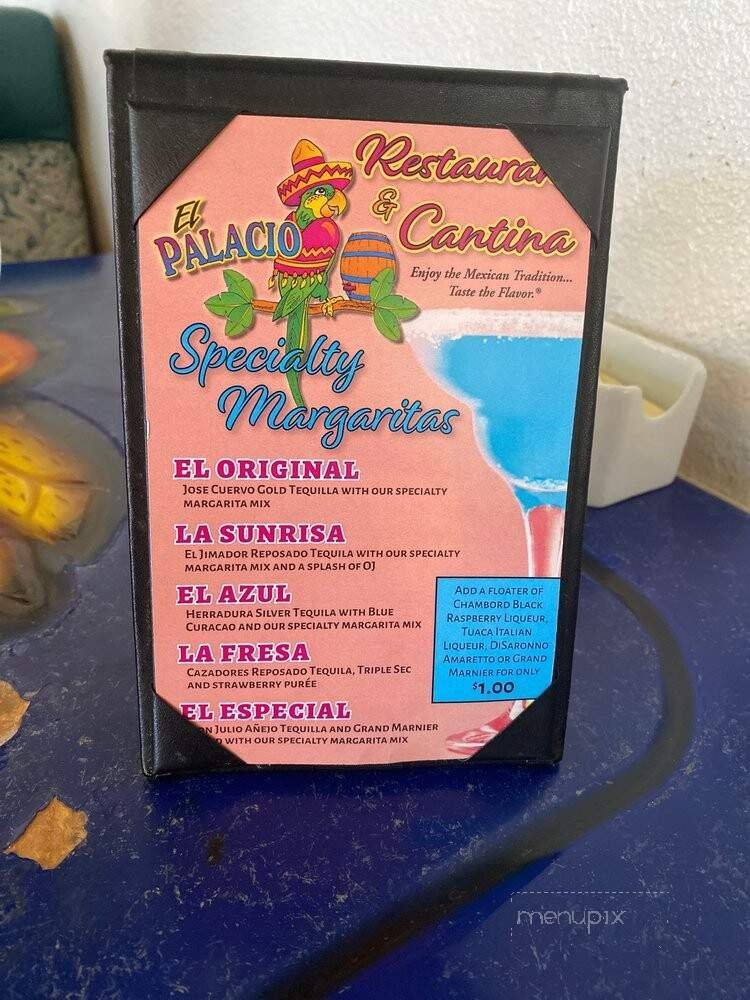 EL
PALACIO
Restauran
& Cantina
Enjoy the Mexican Tradition...
Taste the Flavor.®
Specialty
Margaritas
EL ORIGINAL
JOSE CUERVO GOLD TEQUILLA WITH OUR SPECIALTY
MARGARITA MIX
LA SUNRISA
EL JIMADOR REPOSADO TEQUILA WITH OUR SPECIALTY
MARGARITA MIX AND A SPLASH OF OJ
EL AZUL
HERRADURA SILVER TEQUILA WITH BLUE
CURACAO AND OUR SPECIALTY MARGARITA MIX
LA FRESA
CAZADORES REPOSADO TEQUILA, TRIPLE SEC
AND STRAWBERRY PURÉE
EL ESPECIAL
ON JULIO AÑEJO TEQUILLA AND GRAND MARNIER
WITH OUR SPECIALTY MARGARITA MIX
ADD A FLOATER OF
CHAMBORD BLACK
RASPBERRY LIQUEUR,
TUACA ITALIAN
LIQUEUR, DISARONNO
AMARETTO OR GRAND
MARNIER FOR ONLY
$1.00
menupix